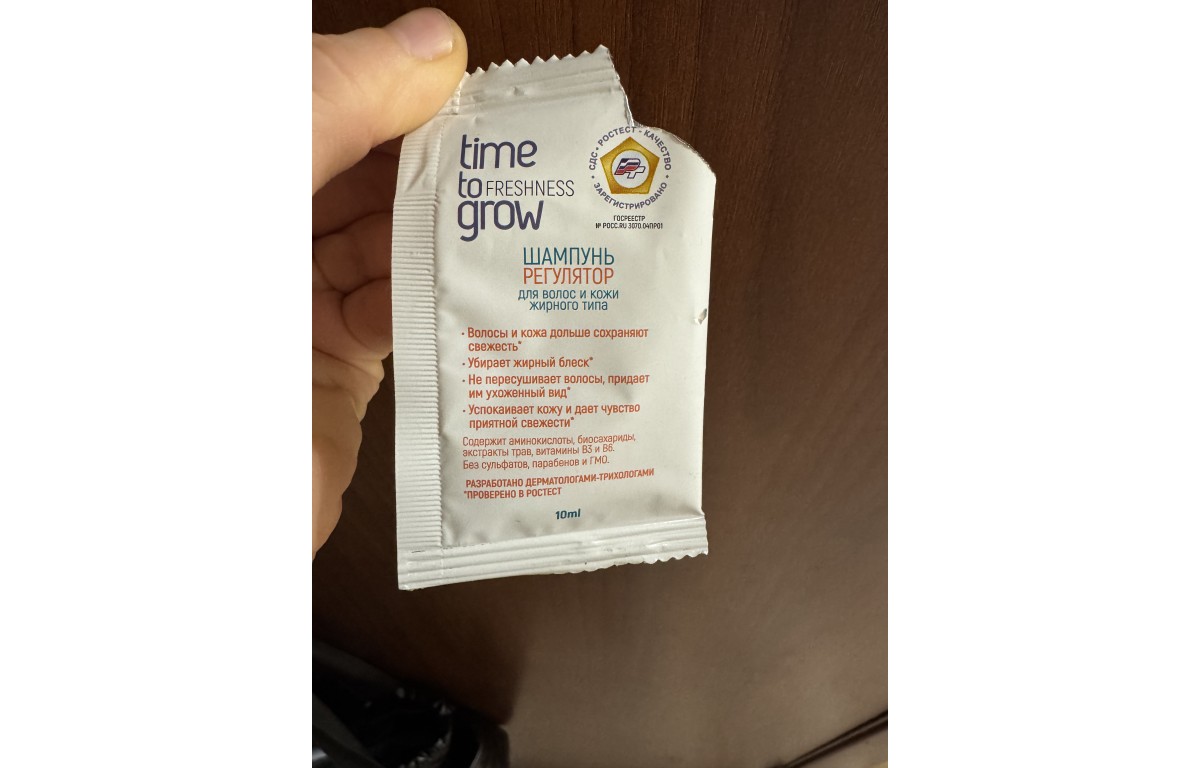 time
to FRESHNESS
grow
СДС • РОСТЕСТ - КАЧЕСТВО •
ЗАРЕГИСТРИРОВАНО
РТ
ГОСРЕЕСТР
№ РОСС.RU 3070.04ПР01
ШАМПУНЬ
РЕГУЛЯТОР
для волос и кожи
жирного типа
• Волосы и кожа дольше сохраняют
свежесть*
• Убирает жирный блеск*
• Не пересушивает волосы, придает
им ухоженный вид*
• Успокаивает кожу и дает чувство
приятной свежести*
Содержит аминокислоты, биосахариды,
экстракты трав, витамины B3 и B6.
Без сульфатов, парабенов и ГМО.
РАЗРАБОТАНО ДЕРМАТОЛОГАМИ-ТРИХОЛОГАМИ
*ПРОВЕРЕНО В РОСТЕСТ
10ml